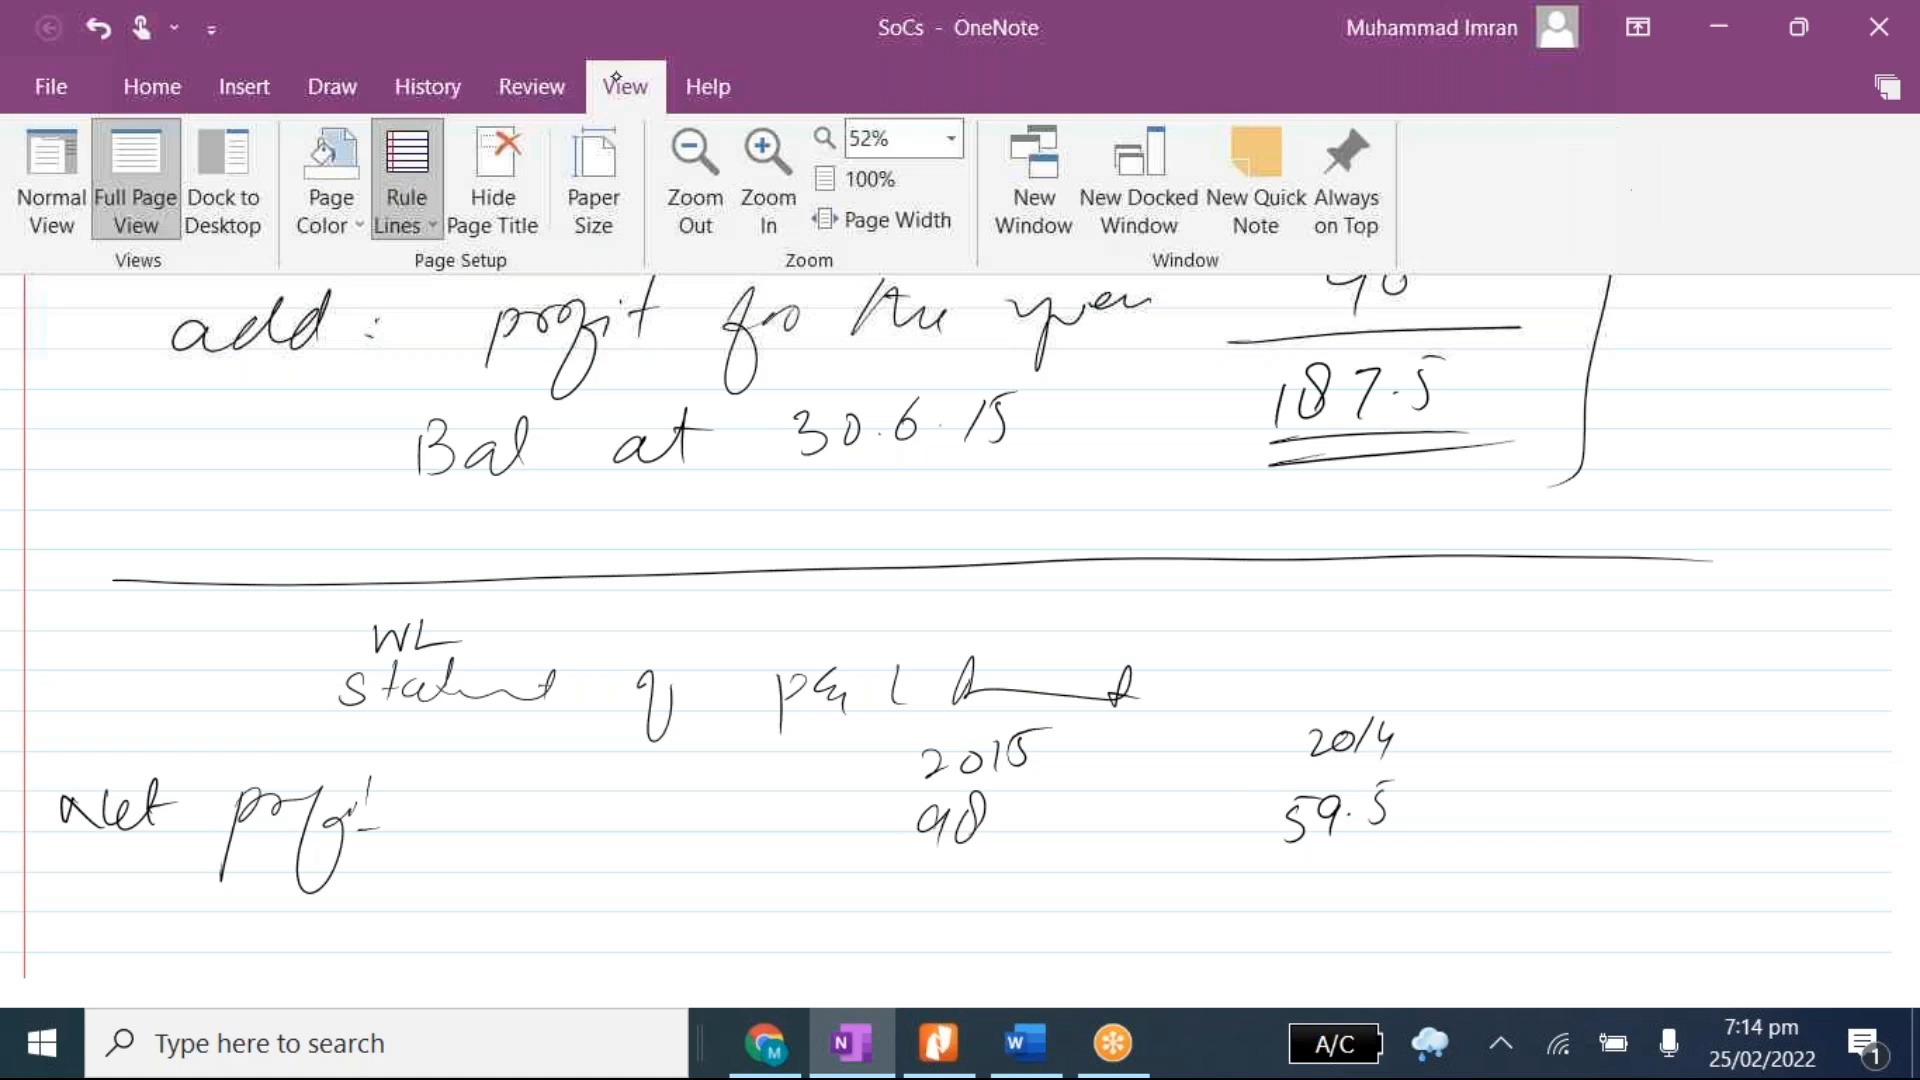 SoCs - OneNote
Muhammad Imran
File Home Insert Draw History Review View Help
52%
100%
Page Width
Normal View
Full Page View
Dock to Desktop
Page Color
Rule Lines
Hide Page Title
Paper Size
Zoom Out
Zoom In
New Window
New Docked Window
New Quick Note
Always on Top
Views
Page Setup
Zoom
Window
add: profit for the year
187.5
Bal at 30.6.15
WL
of
2015 2014
Net profit 98 59.5
Type here to search
A/C
7:14 pm
25/02/2022
1